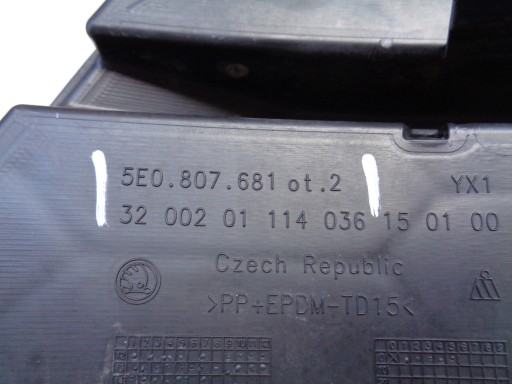 5E0.807.681 ot.2 YX1
32 002 01 114 036 15 01 00
Czech Republic
>PP+EPDM-TD15<